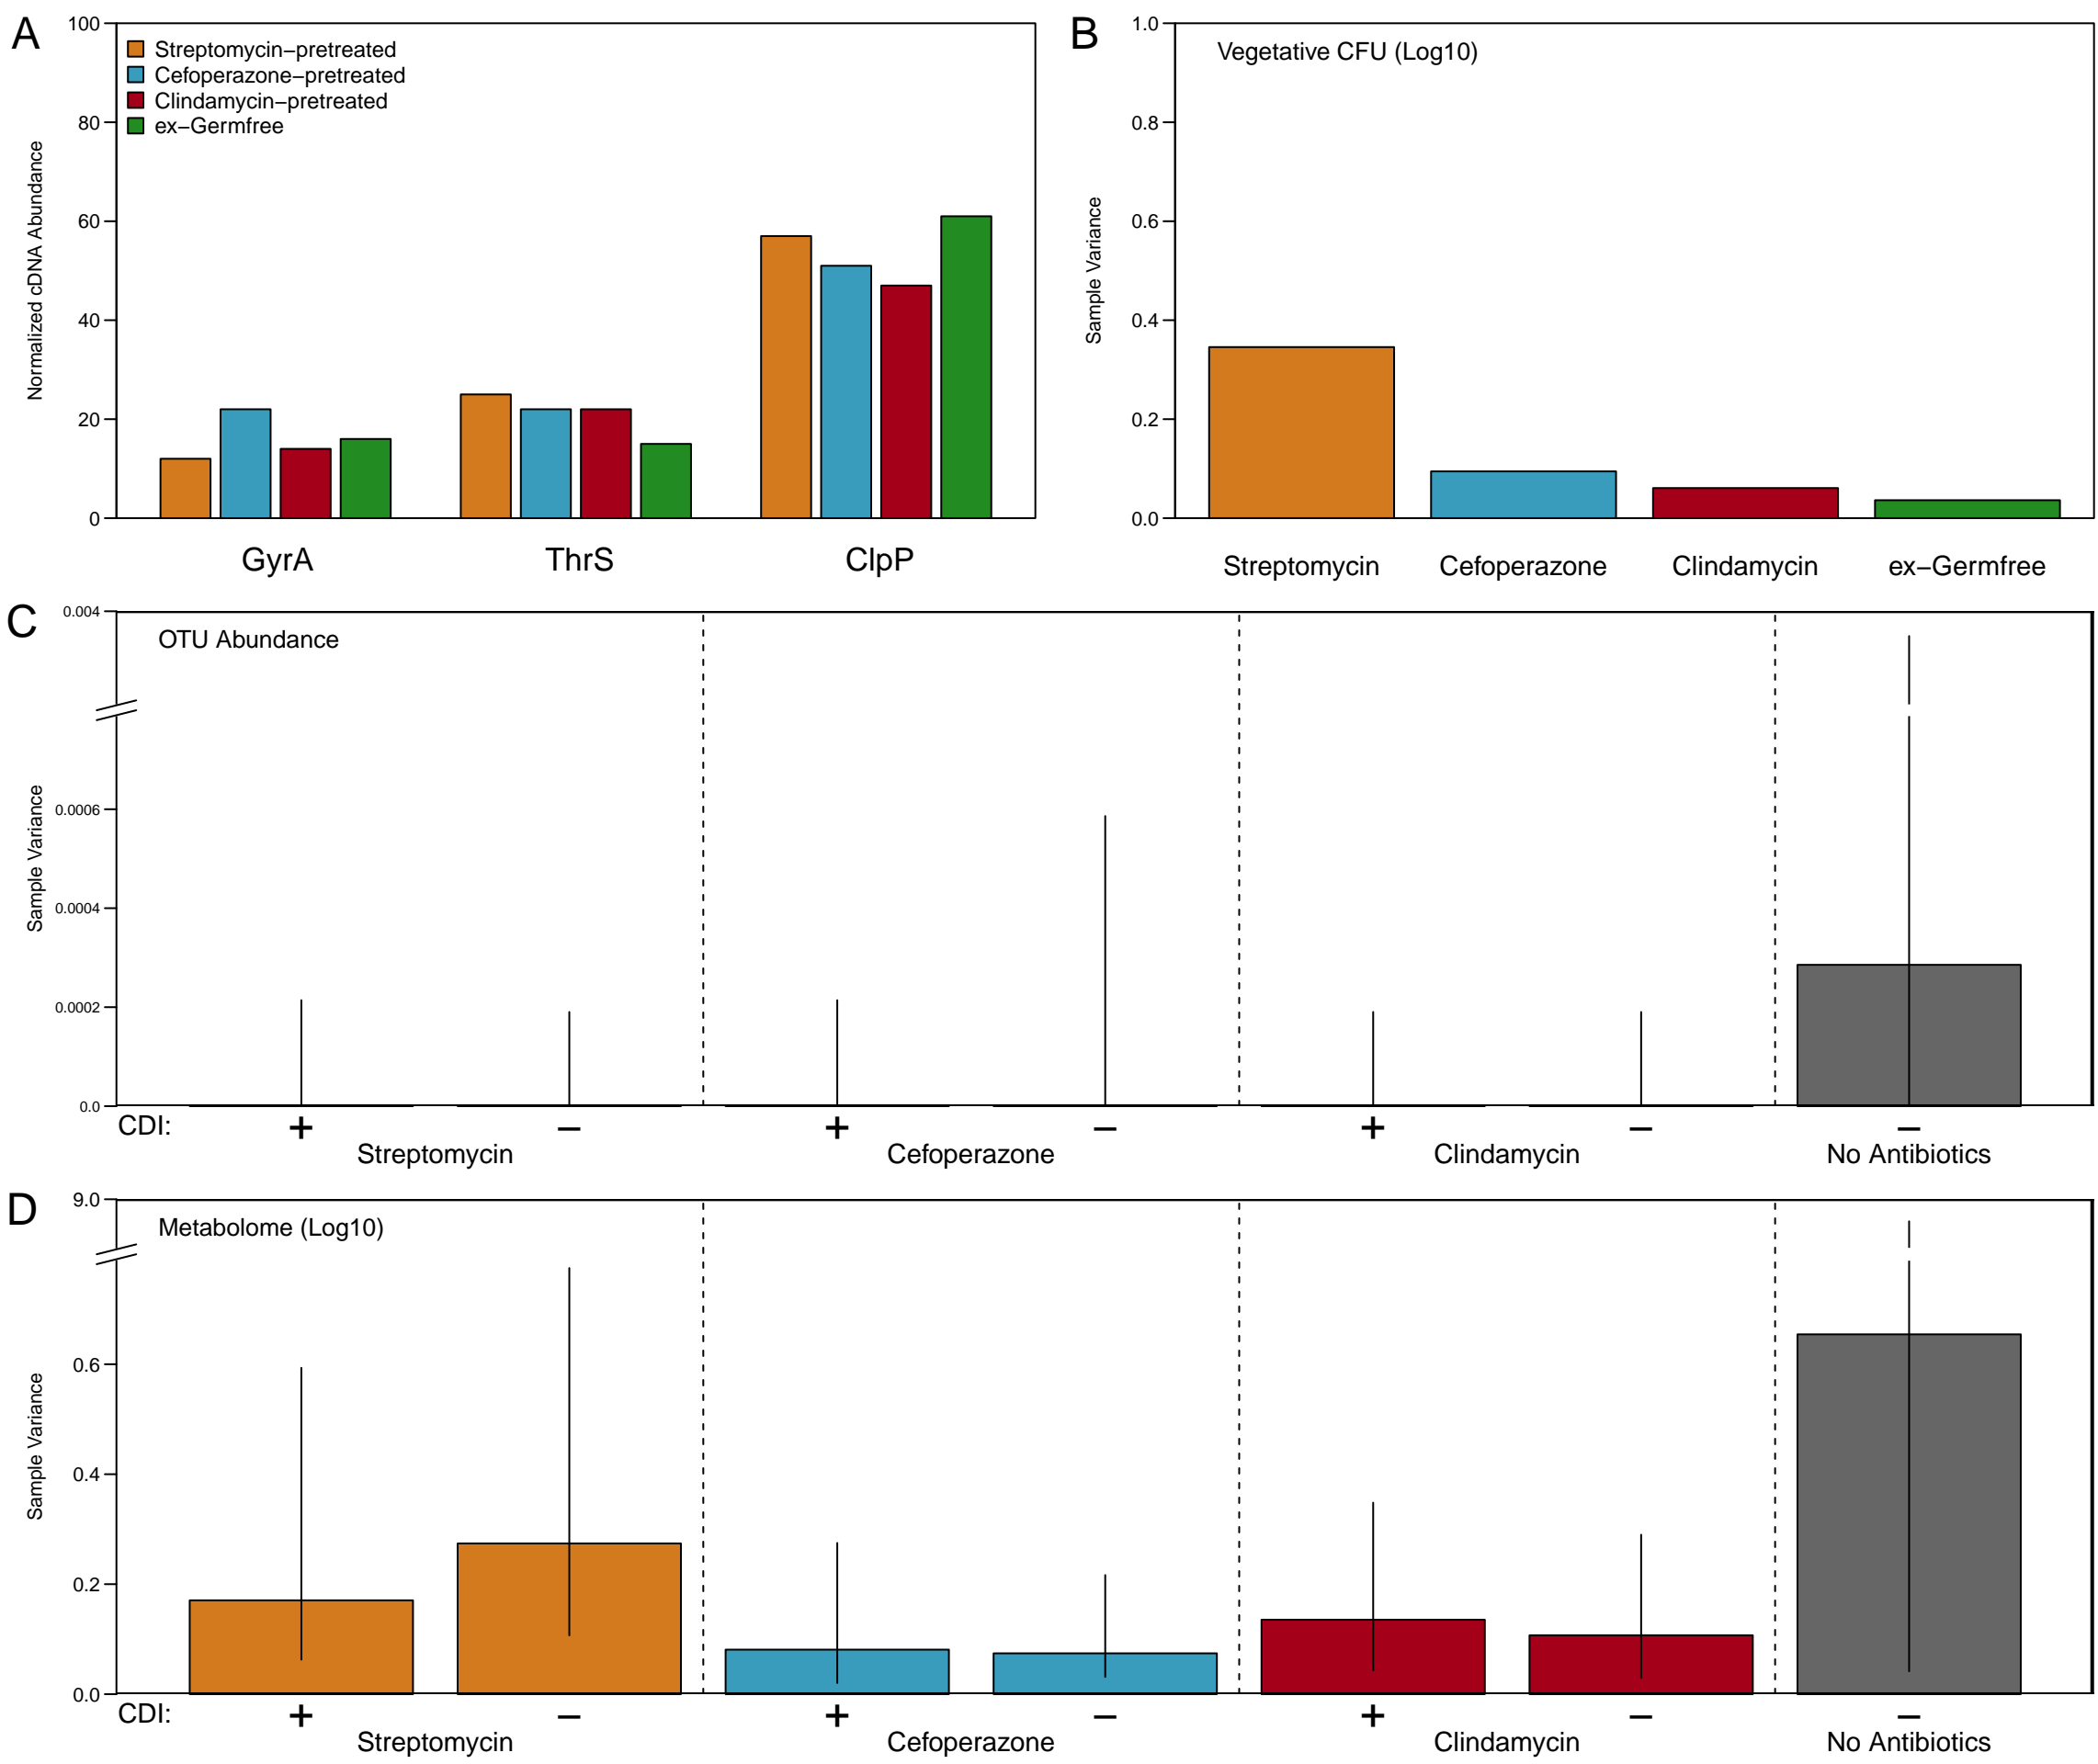 A
100
80
60
40
20
0
Normalized cDNA Abundance
Streptomycin−pretreated
Cefoperazone−pretreated
Clindamycin−pretreated
ex−Germfree
GyrA ThrS ClpP
B
1.0
0.8
0.6
0.4
0.2
0.0
Sample Variance
Vegetative CFU (Log10)
Streptomycin Cefoperazone Clindamycin ex−Germfree
C
0.004
0.0006
0.0004
0.0002
0.0
Sample Variance
OTU Abundance
CDI: + − + − + − −
Streptomycin Cefoperazone Clindamycin No Antibiotics
D
9.0
0.6
0.4
0.2
0.0
Sample Variance
Metabolome (Log10)
CDI: + − + − + − −
Streptomycin Cefoperazone Clindamycin No Antibiotics